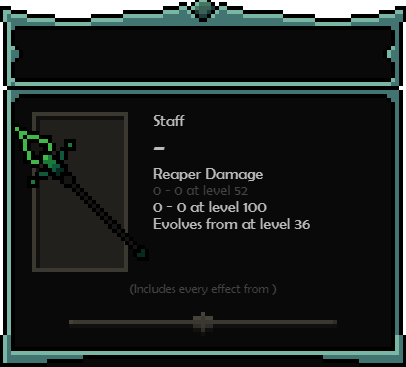 Staff
–
Reaper Damage
0 - 0 at level 52
0 - 0 at level 100
Evolves from at level 36
(Includes every effect from )